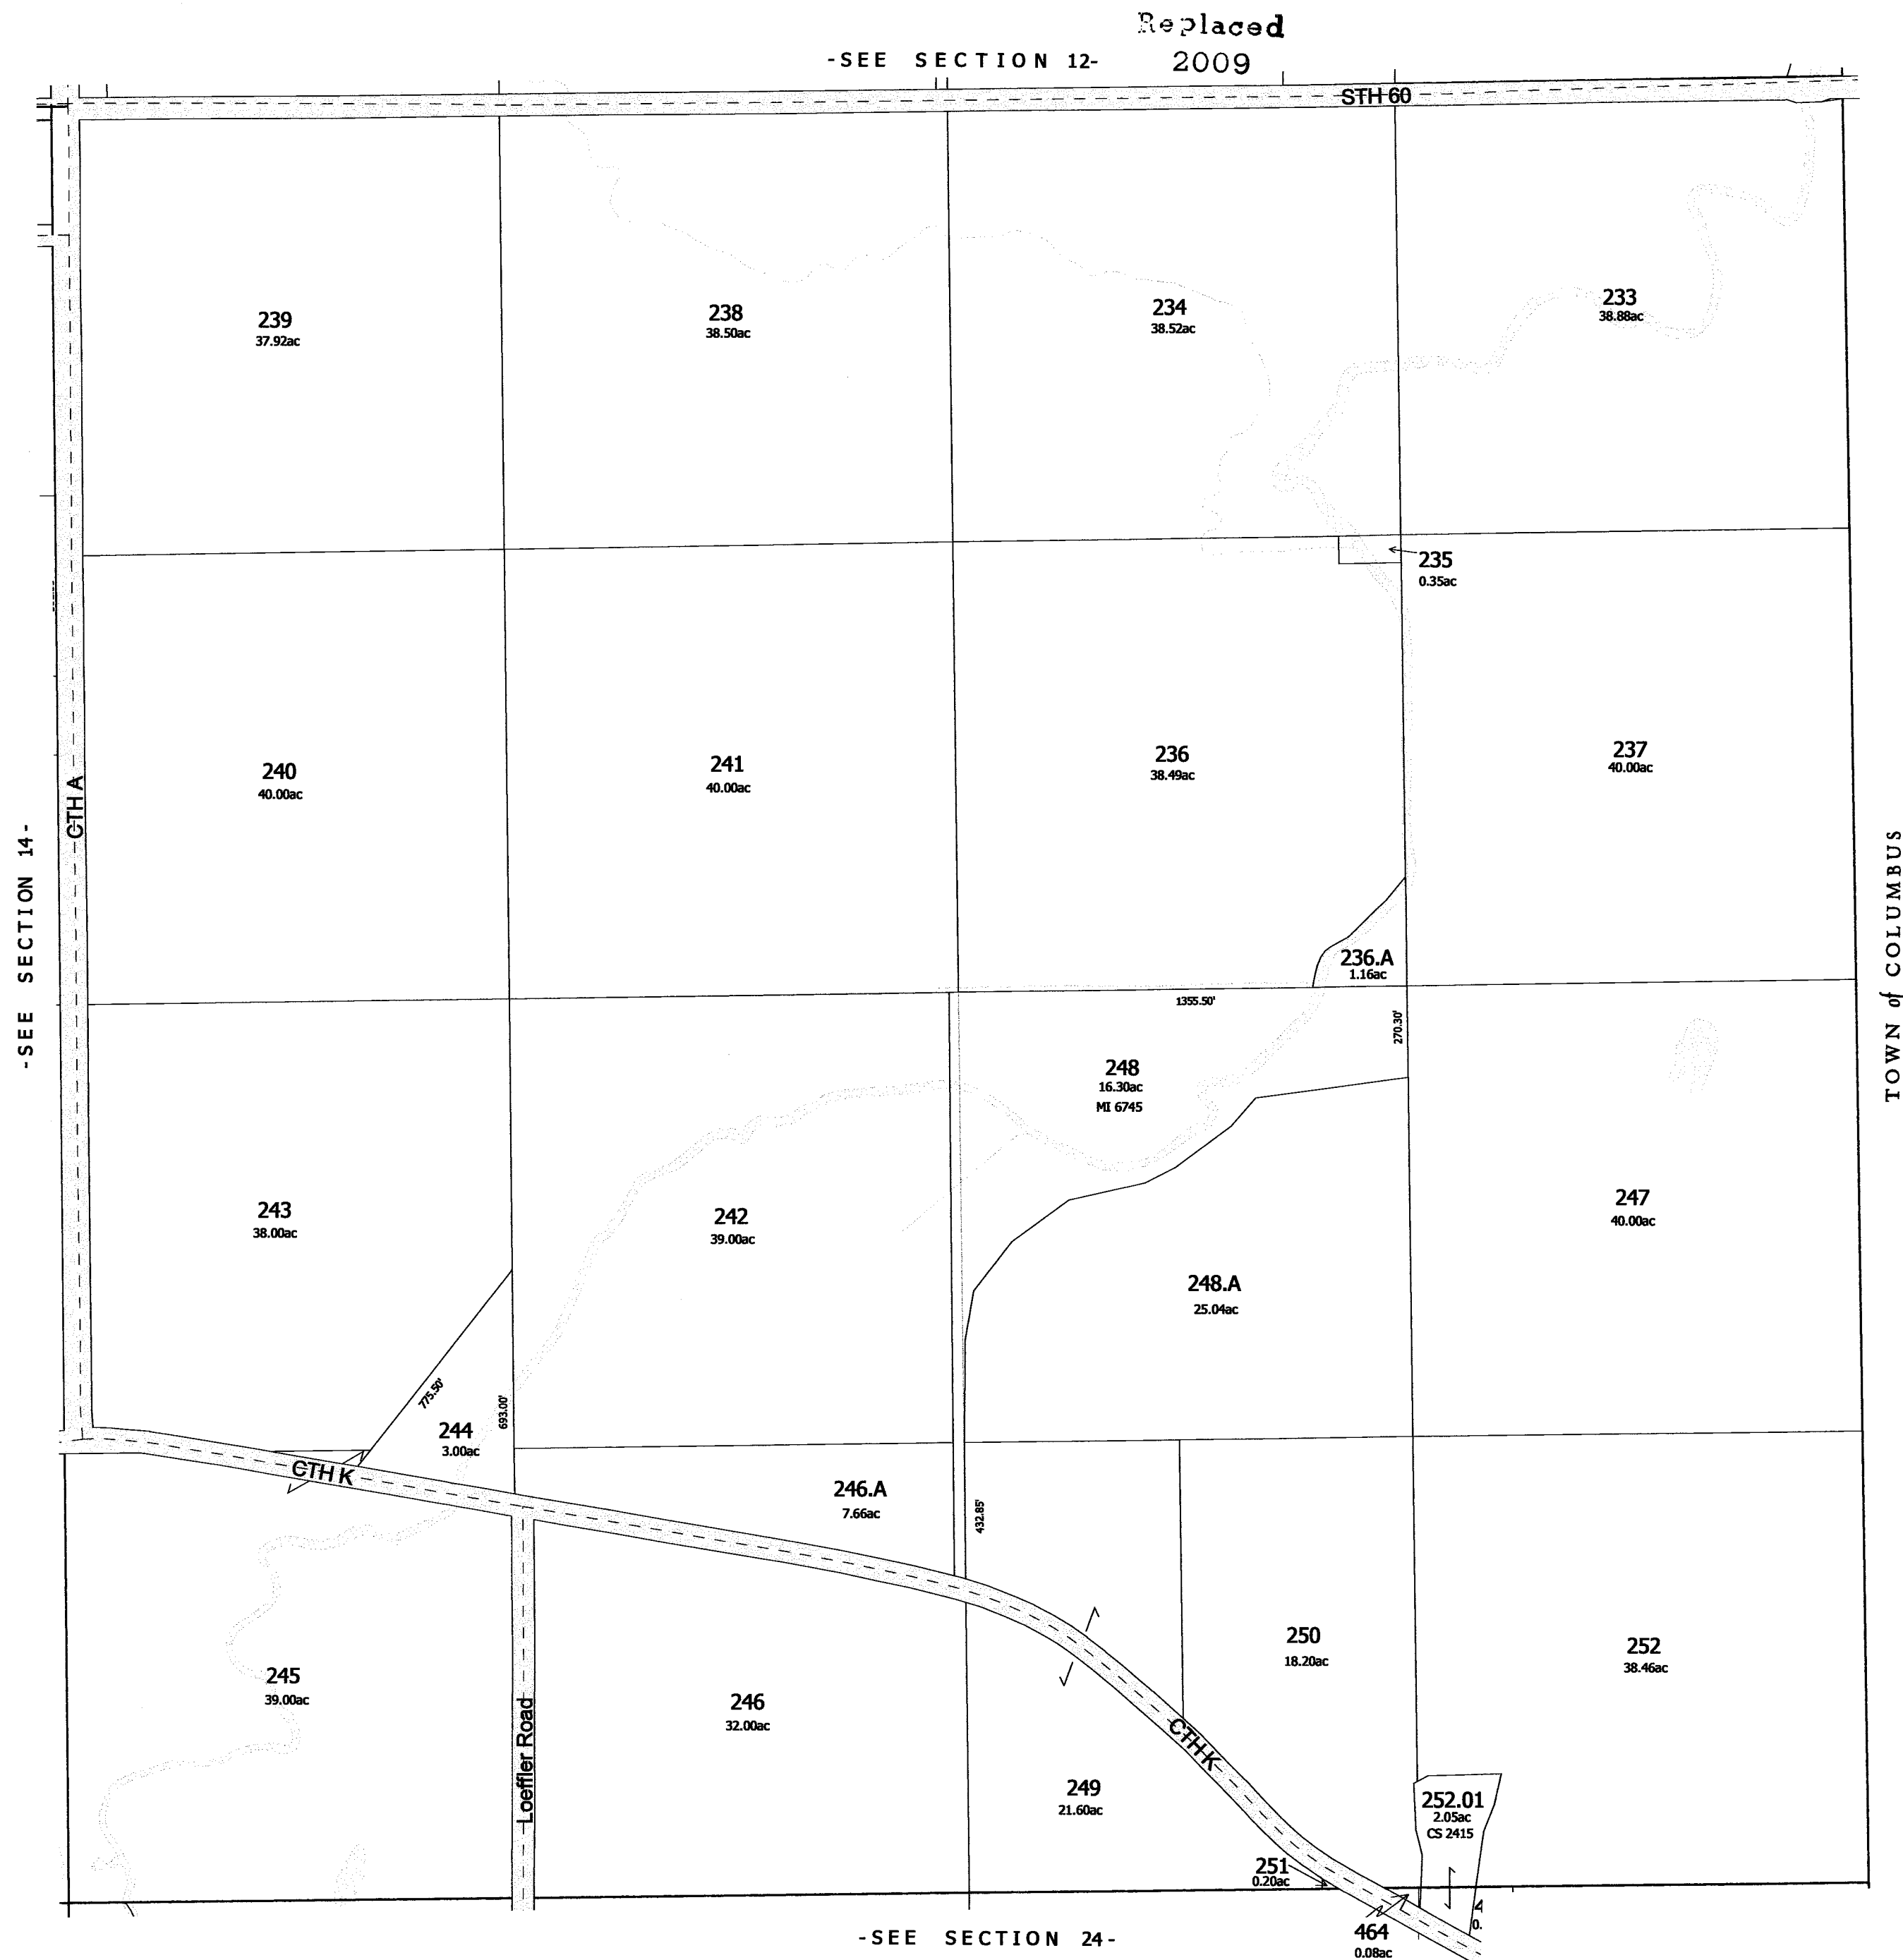 Replaced
-SEE SECTION 12- 2009
STH 60
239
37.92ac
238
38.50ac
234
38.52ac
233
38.88ac
235
0.35ac
240
40.00ac
241
40.00ac
236
38.49ac
237
40.00ac
CTH A
-SEE SECTION 14-
TOWN of COLUMBUS
236.A
1.16ac
1355.50'
270.30'
248
16.30ac
MI 6745
243
38.00ac
242
39.00ac
247
40.00ac
248.A
25.04ac
775.50'
693.00'
244
3.00ac
CTH K
246.A
7.66ac
432.85'
245
39.00ac
Loeffler Road
246
32.00ac
250
18.20ac
252
38.46ac
CTH K
249
21.60ac
252.01
2.05ac
CS 2415
251
0.20ac
464
0.08ac
0.
-SEE SECTION 24-